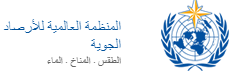 المنظمة العالمية للأرصاد
الجوية
الطقس . المناخ . الماء